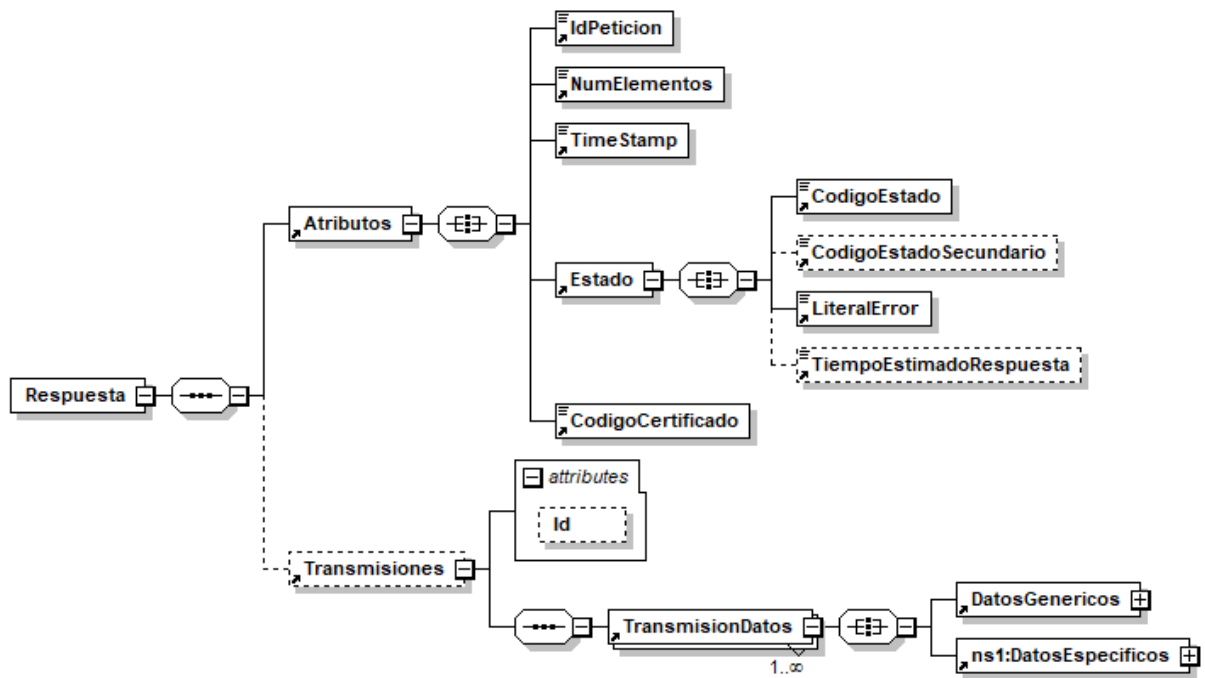 IdPeticion
NumElementos
TimeStamp
CodigoEstado
Atributos
CodigoEstadoSecundario
Estado
LiteralError
TiempoEstimadoRespuesta
Respuesta
CodigoCertificado
attributes
Id
Transmisiones
DatosGenericos
TransmisionDatos
ns1:DatosEspecificos
1..∞